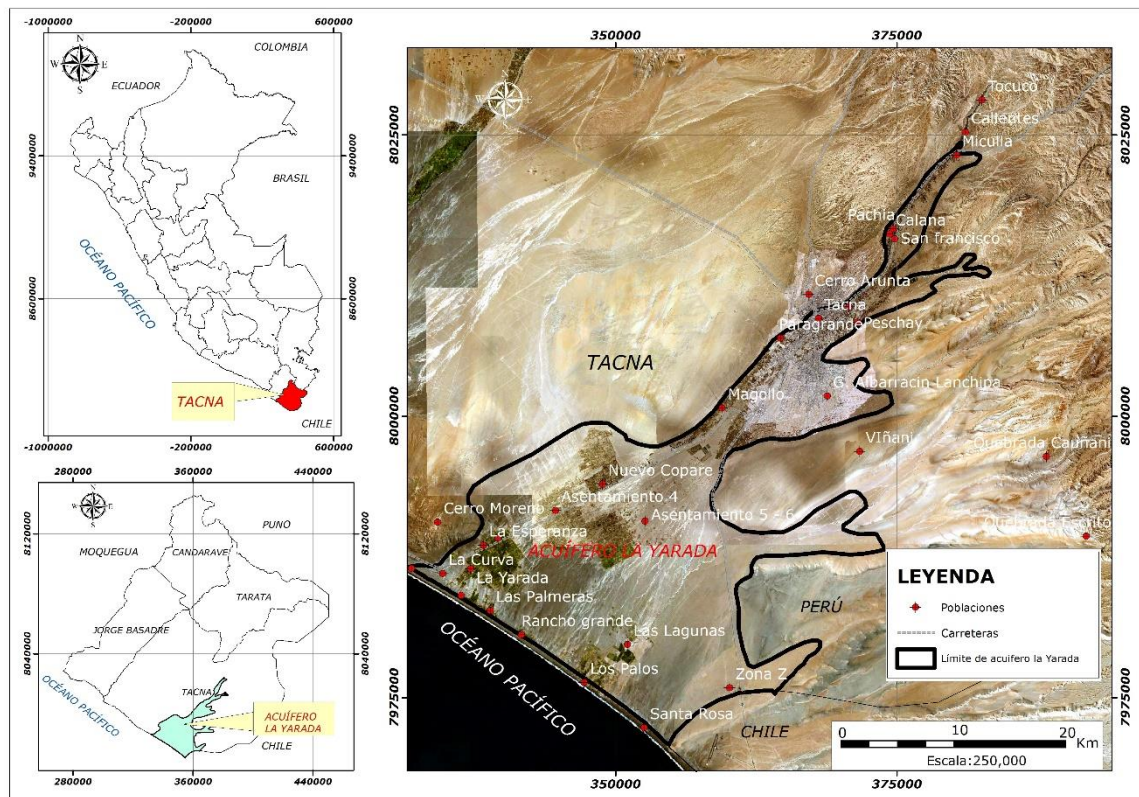 -1000000
-200000
600000
N
W
E
S
COLOMBIA
ECUADOR
BRASIL
OCÉANO PACÍFICO
TACNA
CHILE
9400000
8600000
9400000
8600000
-1000000
-200000
600000
280000
360000
440000
N
W
E
S
PUNO
MOQUEGUA
CANDARAVE
TARATA
JORGE BASADRE
TACNA
OCÉANO PACÍFICO
ACUÍFERO
LA YARADA
CHILE
8120000
8040000
8120000
8040000
280000
360000
440000
350000
375000
N
W
E
S
Tocuco
Calientes
Miculla
Pachia
Calana
San francisco
Cerro Arunta
Tacna
Paragrande
Peschay
TACNA
Magollo
G. Albarracin Lanchipa
VIñani
Quebrada Cauñani
Nuevo Copare
Asentamiento 4
Asentamiento 5 - 6
Cerro Moreno
La Esperanza
ACUÍFERO LA YARADA
Quebrada Escrito
La Curva
La Yarada
Las Palmeras
Rancho grande
Las Lagunas
Los Palos
Zona Z
Santa Rosa
OCÉANO PACÍFICO
PERÚ
CHILE
LEYENDA
Poblaciones
Carreteras
Límite de acuifero la Yarada
0
10
20
Km
Escala:250,000
8025000
8000000
7975000
8025000
8000000
7975000
350000
375000